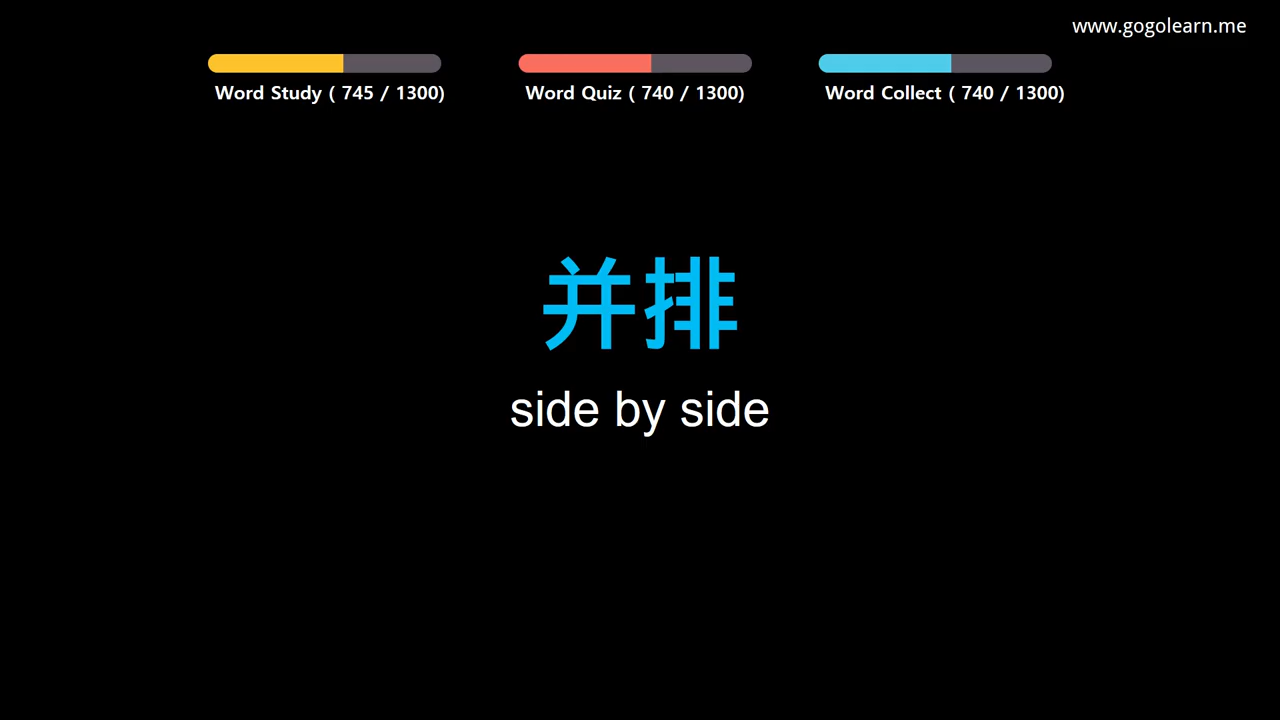 www.gogolearn.me
Word Study ( 745 / 1300)
Word Quiz ( 740 / 1300)
Word Collect ( 740 / 1300)
并排
side by side